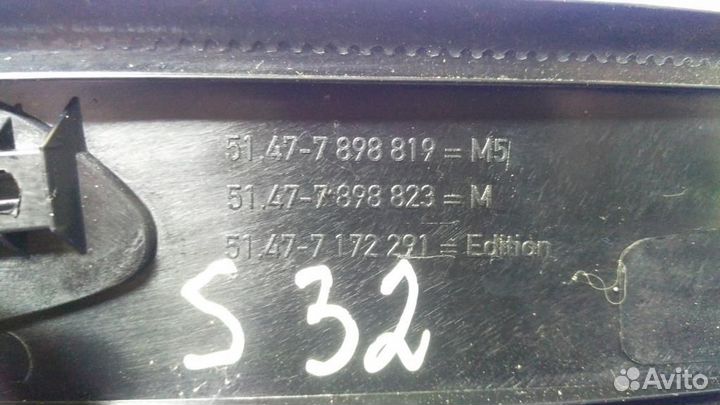 51.47-7 898 819 = M5
51.47-7 898 823 = M
51.47-7 172 291 = Edition
S 32
Avito